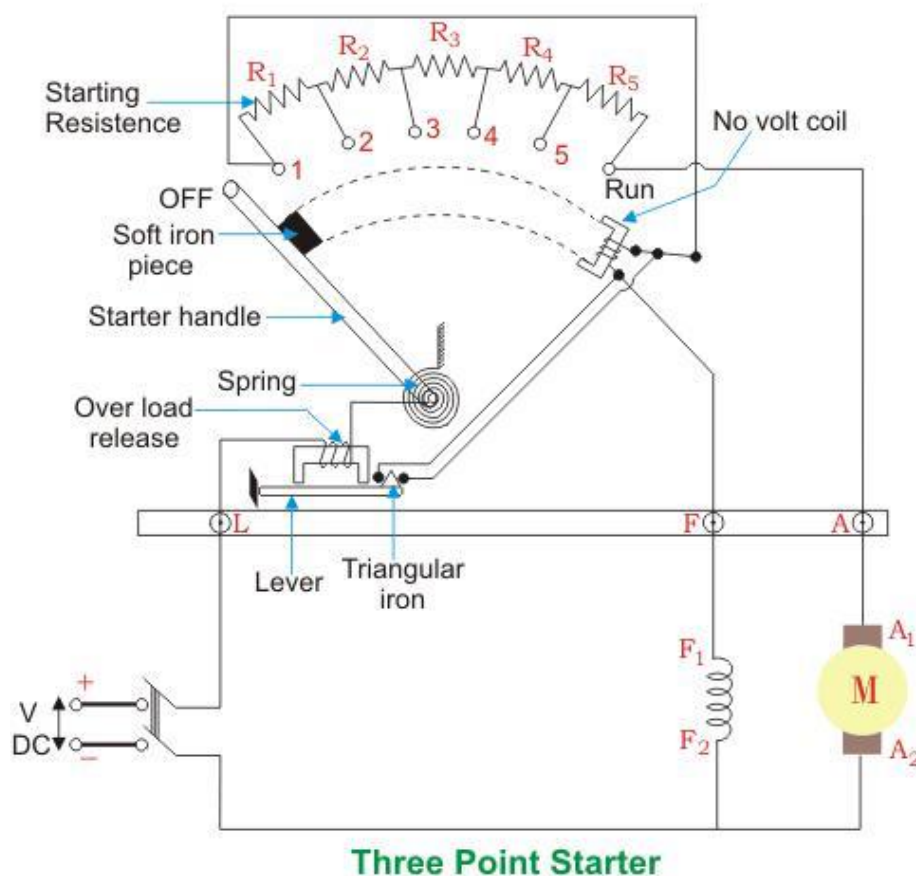 R1
R2
R3
R4
R5
Starting
Resistence
1
2
3
4
5
No volt coil
OFF
Run
Soft iron
piece
Starter handle
Spring
Over load
release
L
F
A
Lever
Triangular
iron
F1
A1
+
V
DC
M
−
F2
A2
Three Point Starter